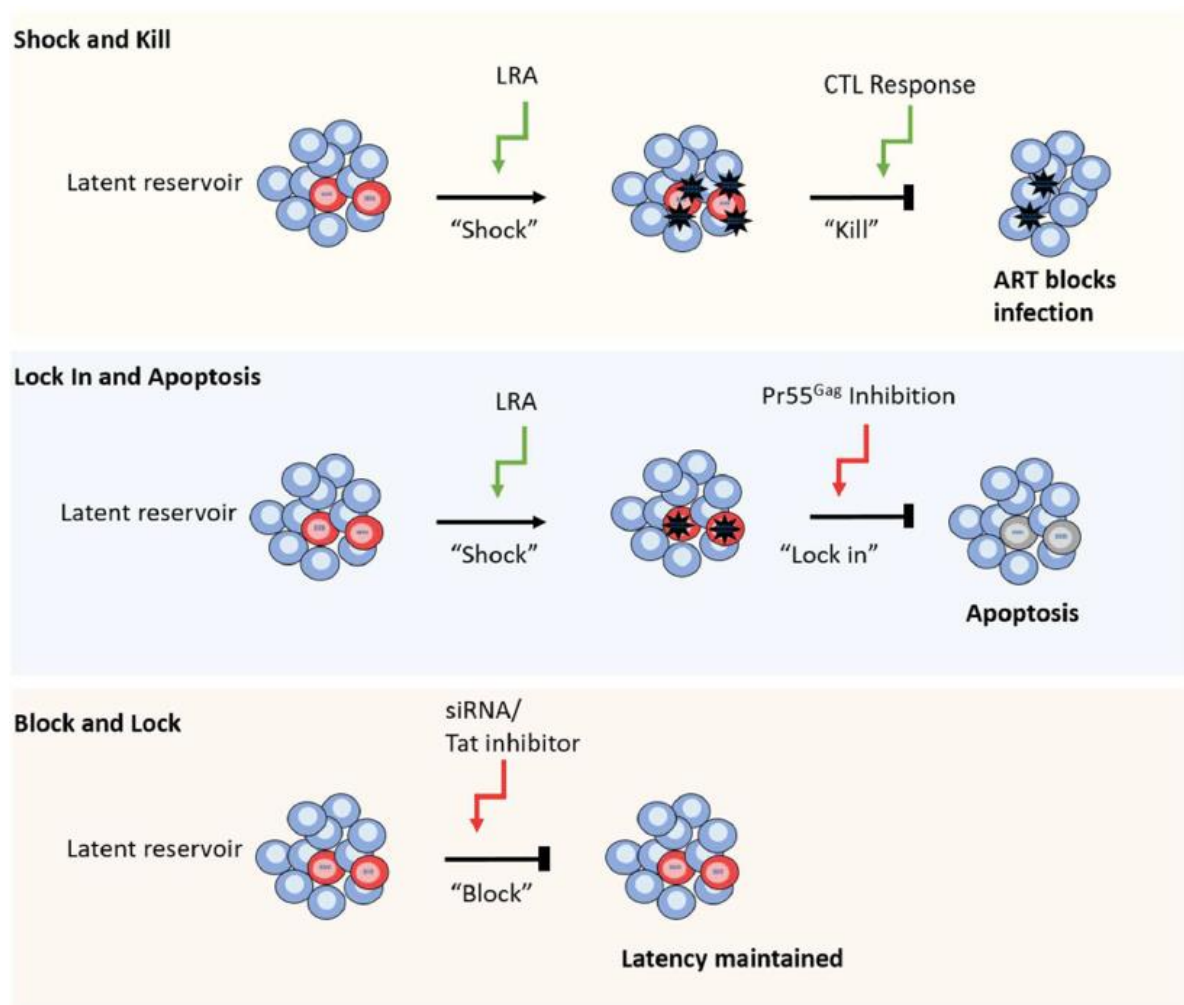 Shock and Kill
LRA
CTL Response
Latent reservoir
“Shock”
“Kill”
ART blocks
infection
Lock In and Apoptosis
LRA
Pr55Gag Inhibition
Latent reservoir
“Shock”
“Lock in”
Apoptosis
Block and Lock
siRNA/
Tat inhibitor
Latent reservoir
“Block”
Latency maintained